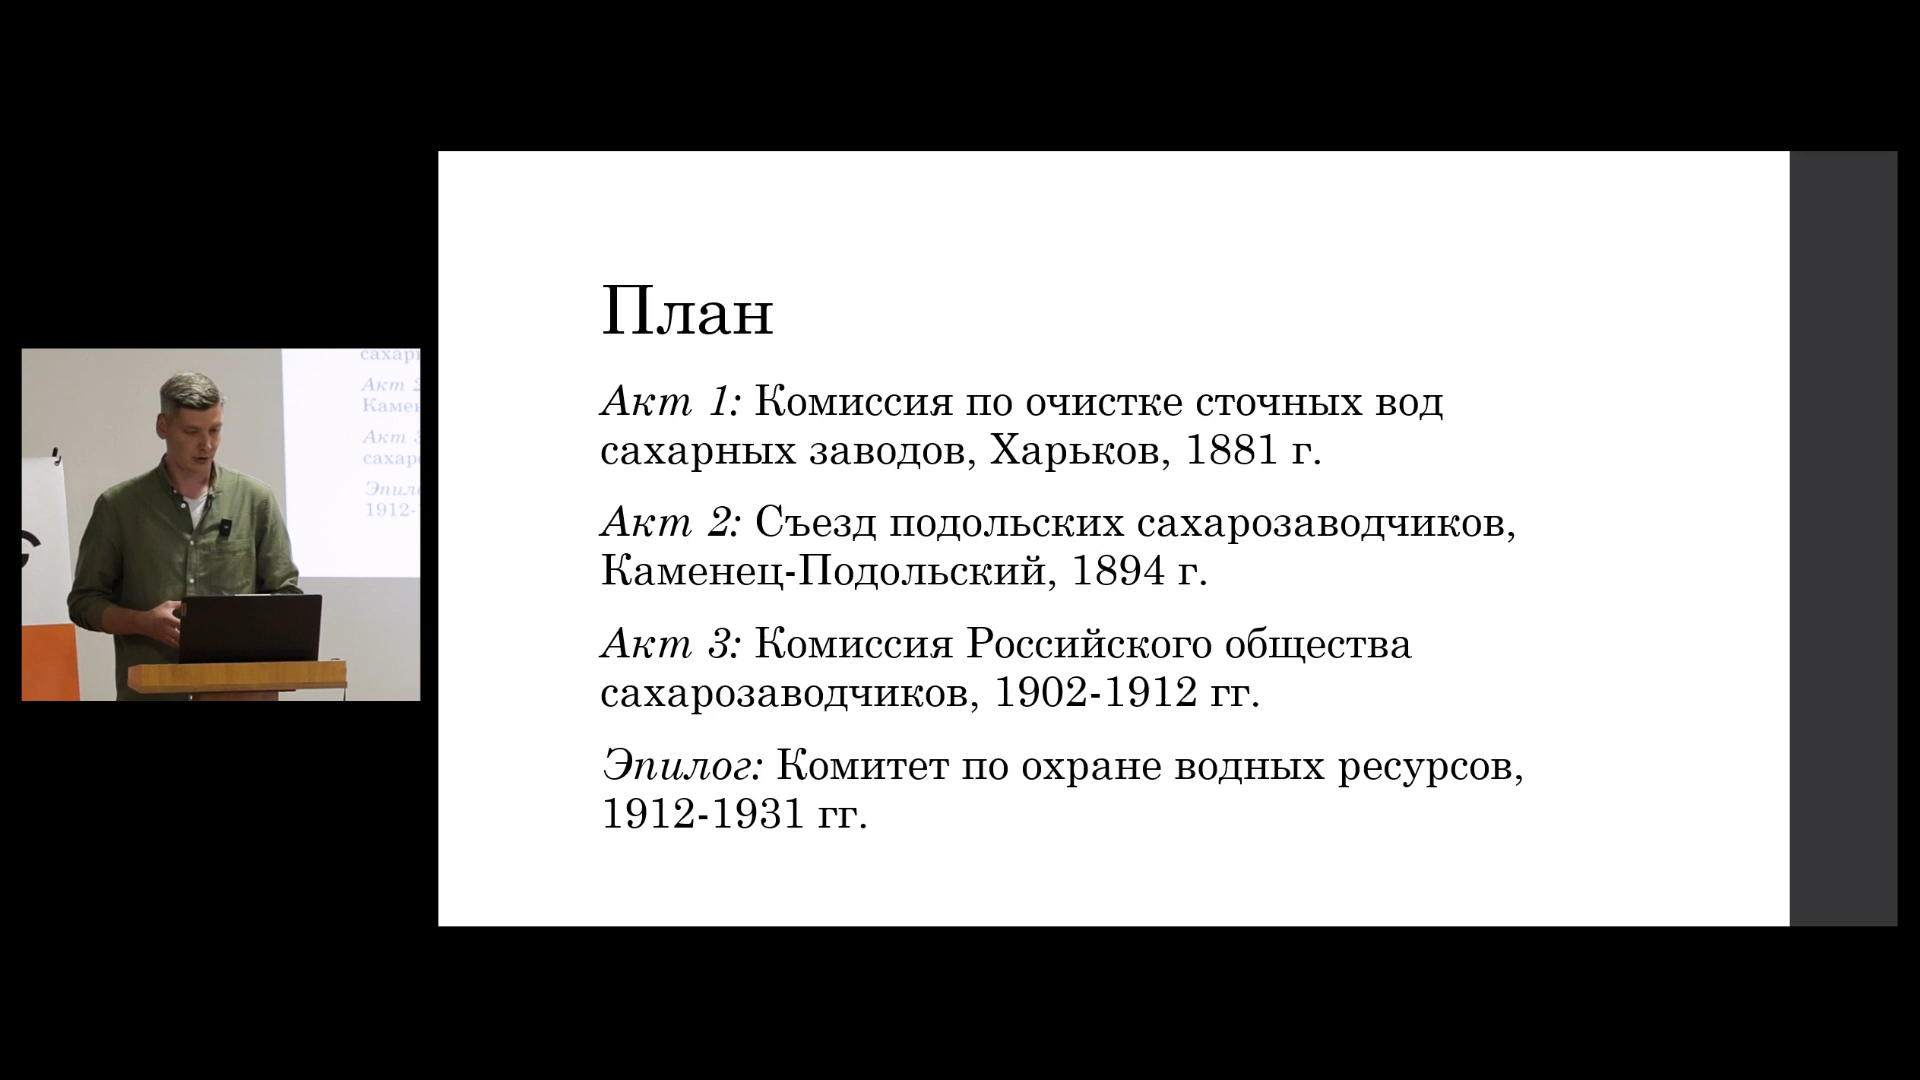 План
Акт 1: Комиссия по очистке сточных вод
сахарных заводов, Харьков, 1881 г.
Акт 2: Съезд подольских сахарозаводчиков,
Каменец-Подольский, 1894 г.
Акт 3: Комиссия Российского общества
сахарозаводчиков, 1902-1912 гг.
Эпилог: Комитет по охране водных ресурсов,
1912-1931 гг.